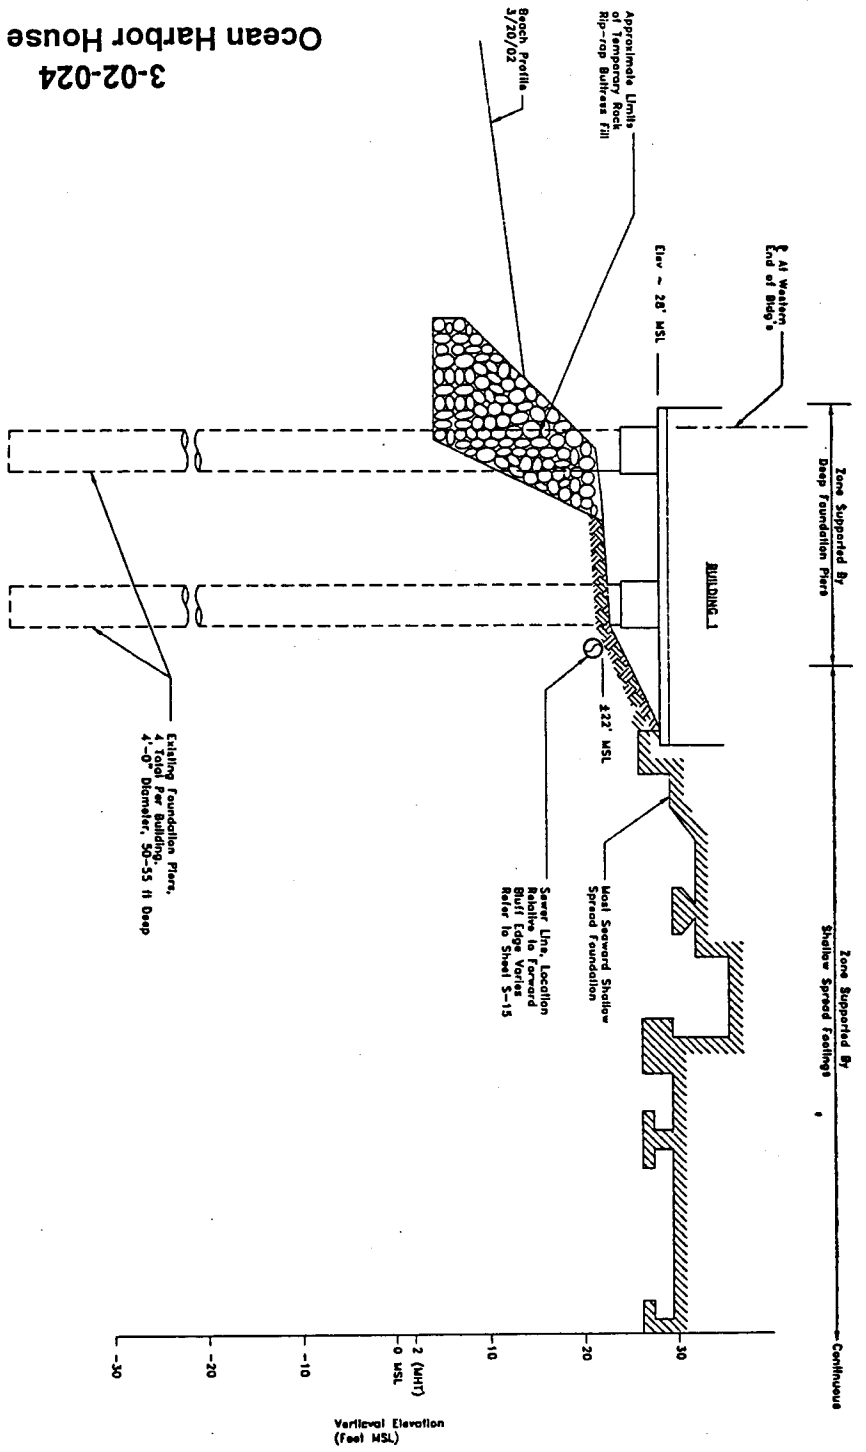 Zone Supported By
Deep Foundation Piers
Zone Supported By
Shallow Spread Footings
Continuous
At Western
End of Bldg's
BUILDING 1
Elev ~ 28' MSL
Approximate Limits
of Temporary Rock
Rip-rap Buttress Fill
Beach Profile
3/20/02
±22' MSL
Most Seaward Shallow
Spread Foundation
Sewer Line, Location
Relative to Forward
Bluff Edge Varies
Refer to Sheet S-15
Existing Foundation Piers,
4 Total Per Building,
4'-0" Diameter, 50-55 ft Deep
30
20
10
2 (MHT)
0 MSL
-10
-20
-30
Verticval Elevation
(Feet MSL)
3-02-024
Ocean Harbor House